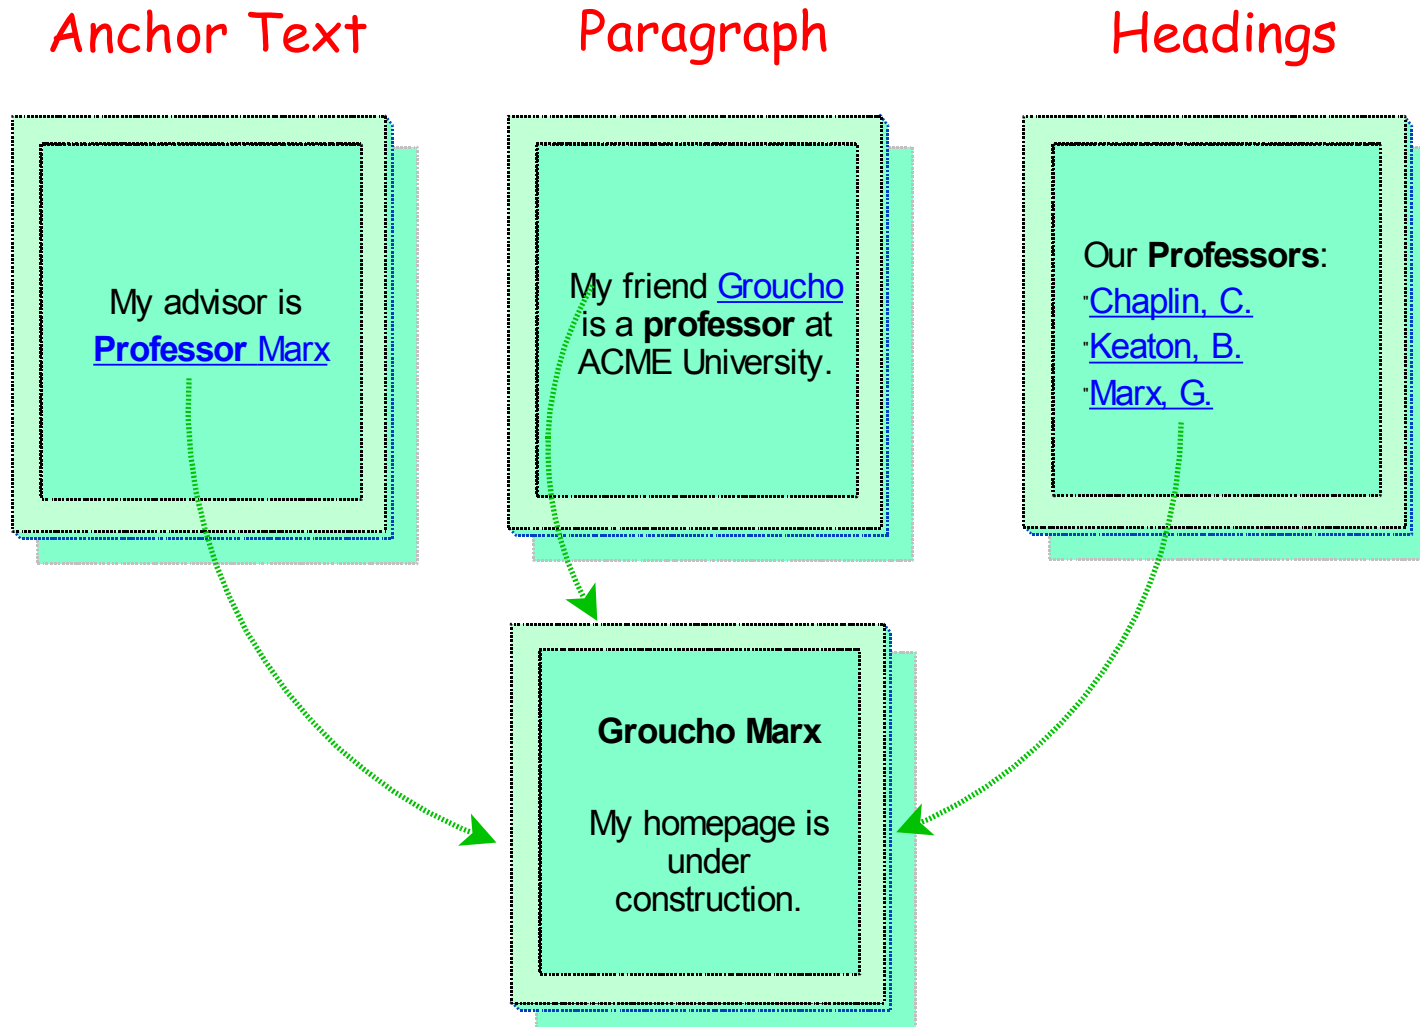 Anchor Text
Paragraph
Headings
My advisor is
Professor Marx
My friend Groucho
is a professor at
ACME University.
Our Professors:
"Chaplin, C.
"Keaton, B.
"Marx, G.
Groucho Marx
My homepage is
under
construction.